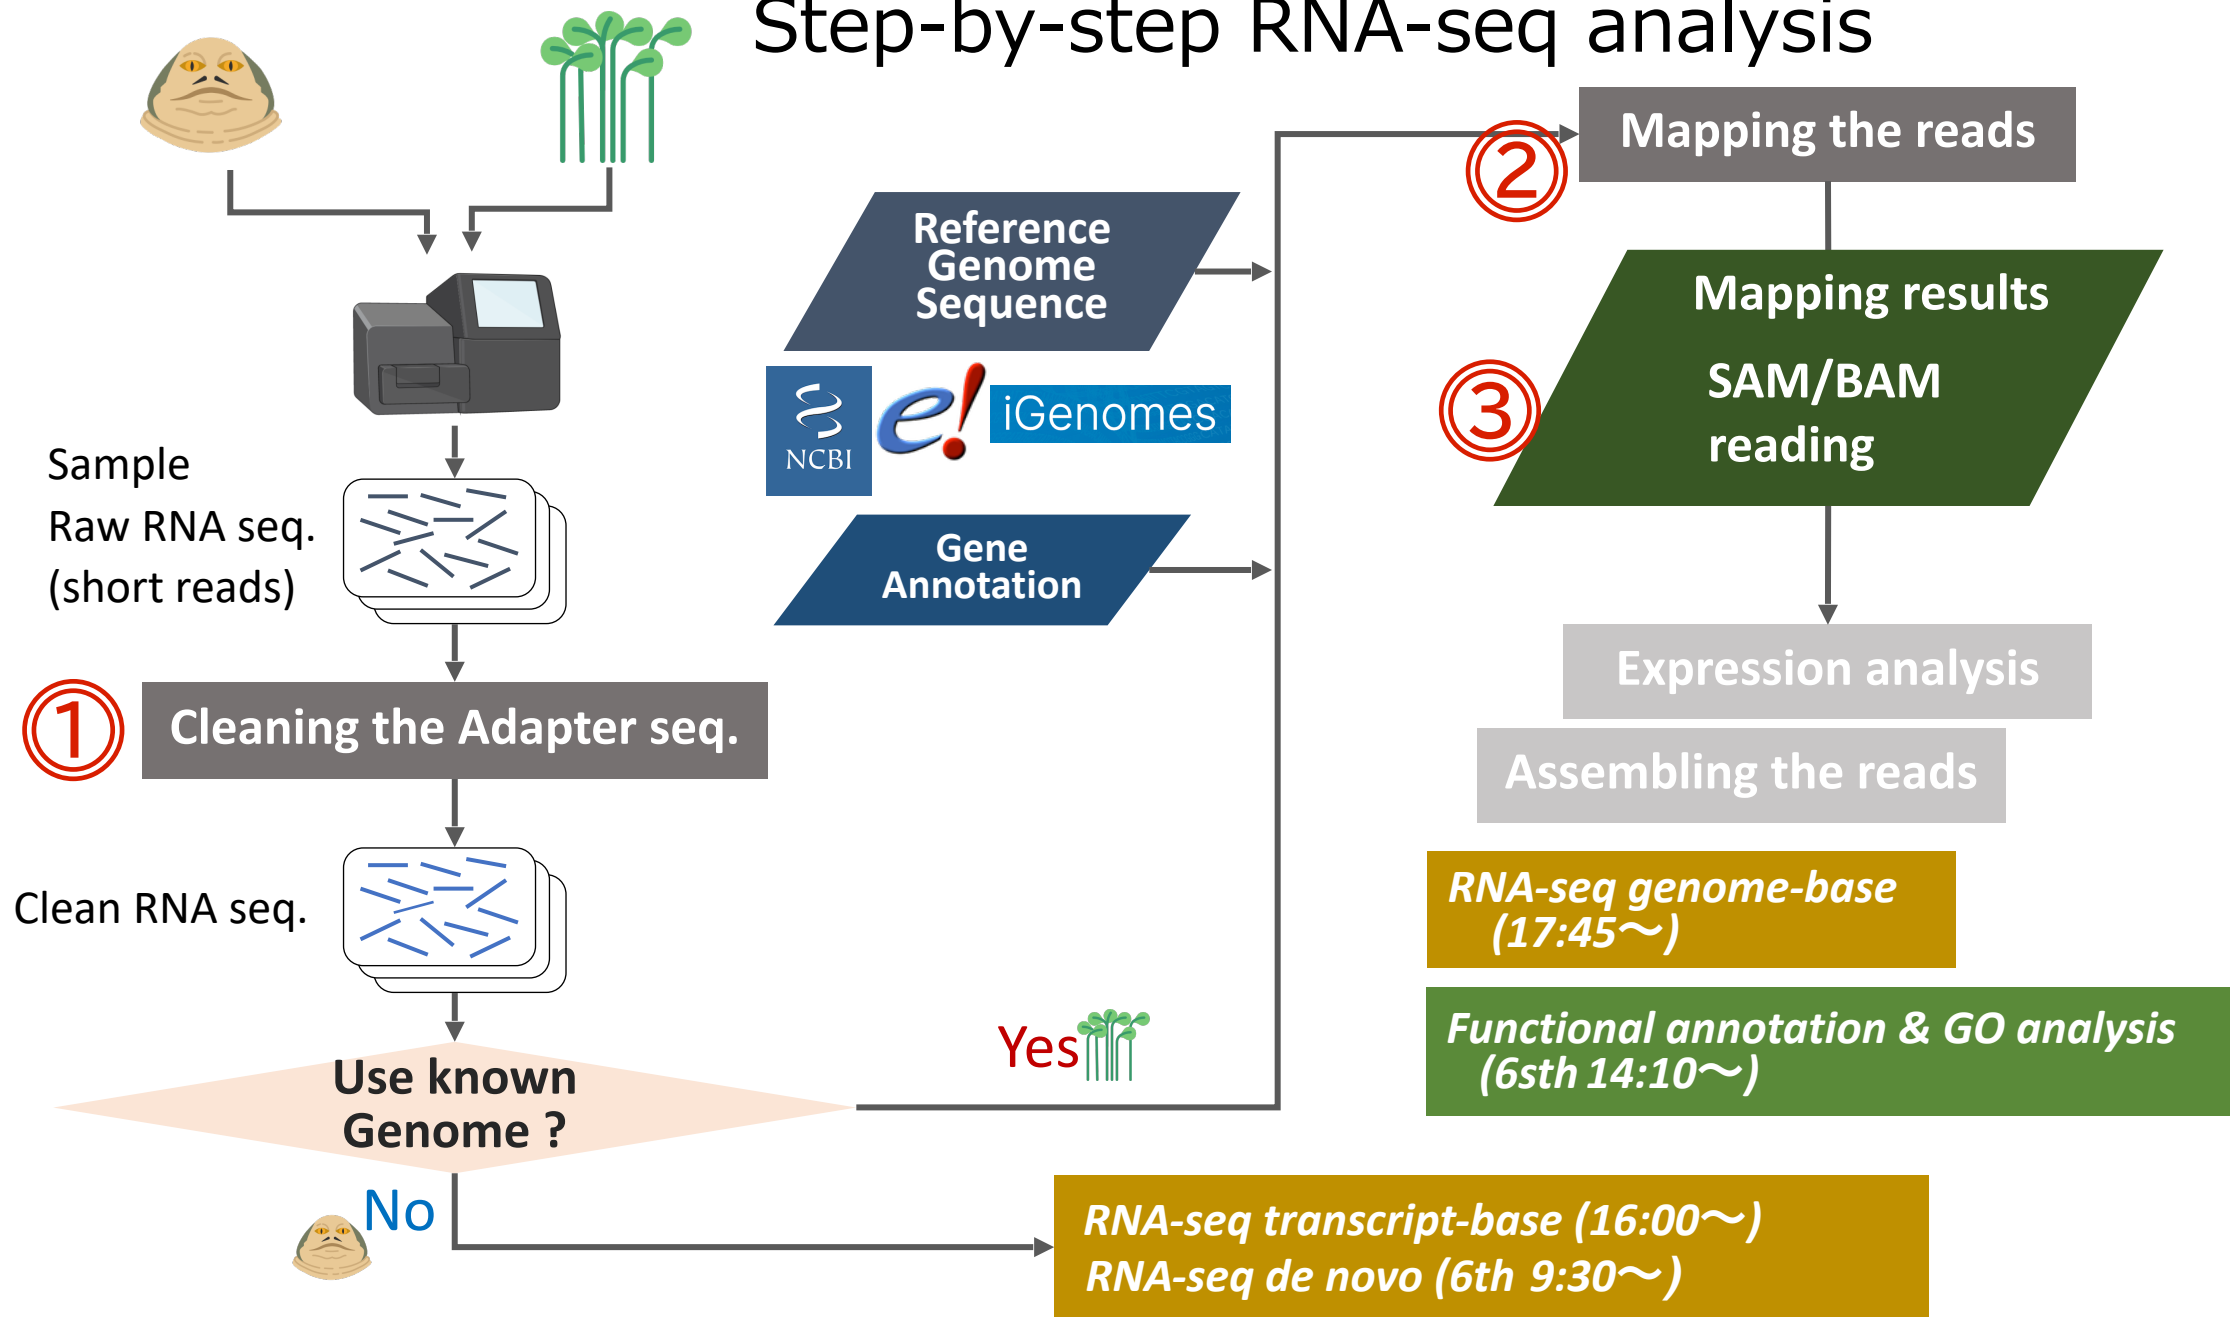 Step-by-step RNA-seq analysis
Sample
Raw RNA seq.
(short reads)
①
Cleaning the Adapter seq.
Clean RNA seq.
Use known
Genome ?
Yes
No
Reference
Genome
Sequence
NCBI
e!
iGenomes
Gene
Annotation
②
Mapping the reads
Mapping results
③
SAM/BAM
reading
Expression analysis
Assembling the reads
RNA-seq genome-base
(17:45～)
Functional annotation & GO analysis
(6sth 14:10～)
RNA-seq transcript-base (16:00～)
RNA-seq de novo (6th 9:30～)